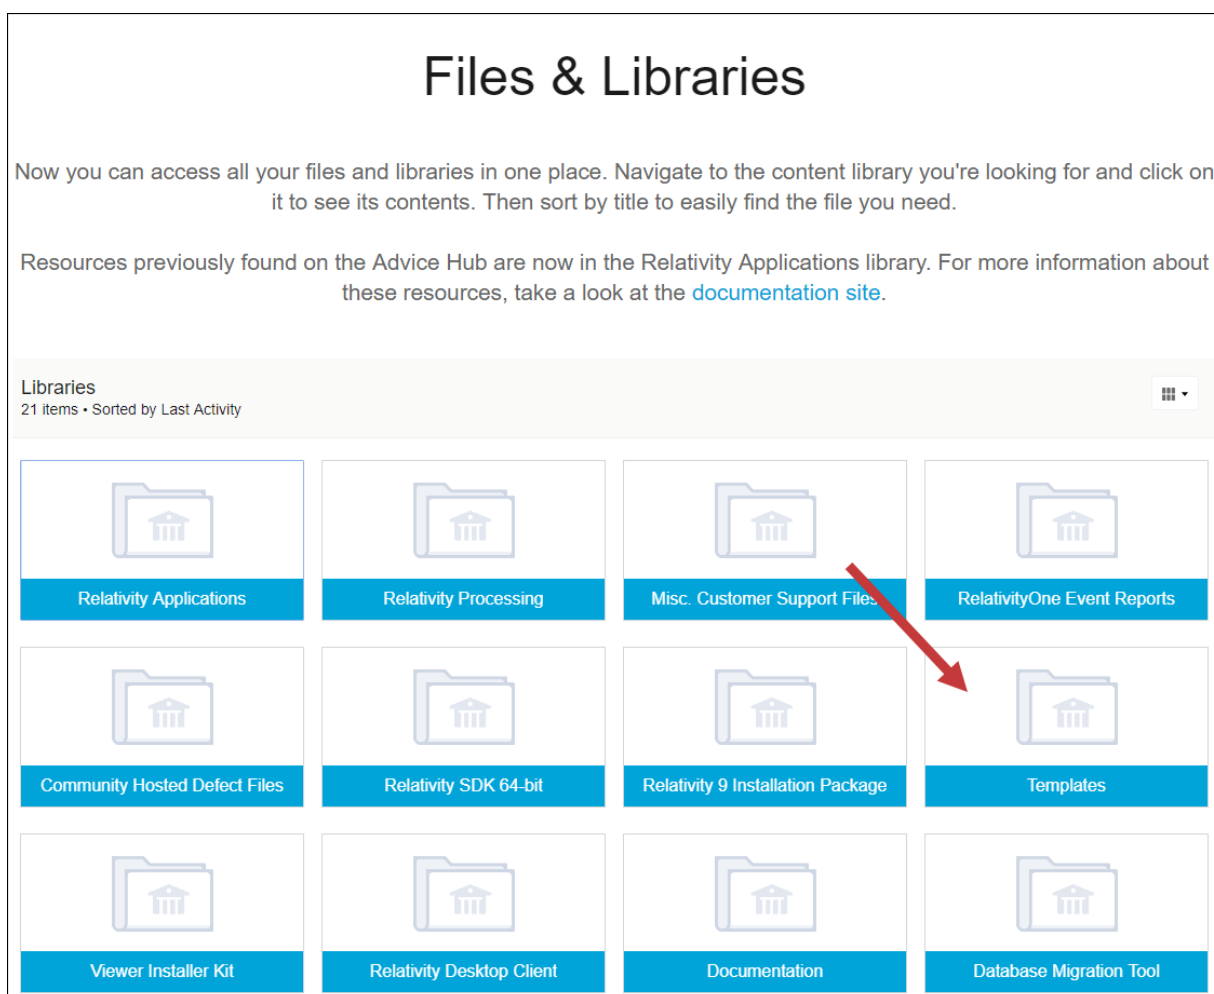 Files & Libraries
Now you can access all your files and libraries in one place. Navigate to the content library you're looking for and click on
it to see its contents. Then sort by title to easily find the file you need.
Resources previously found on the Advice Hub are now in the Relativity Applications library. For more information about
these resources, take a look at the documentation site.
Libraries
21 items • Sorted by Last Activity
Relativity Applications
Relativity Processing
Misc. Customer Support Files
RelativityOne Event Reports
Community Hosted Defect Files
Relativity SDK 64-bit
Relativity 9 Installation Package
Templates
Viewer Installer Kit
Relativity Desktop Client
Documentation
Database Migration Tool